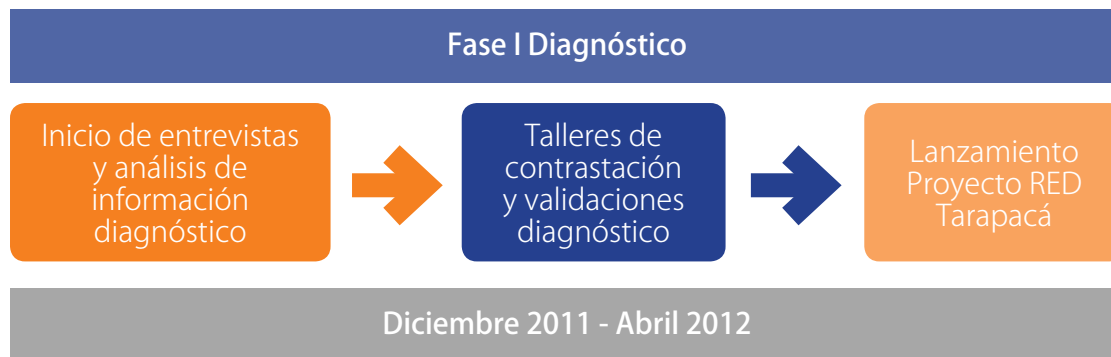 Fase I Diagnóstico
Inicio de entrevistas
y análisis de
información
diagnóstico
Talleres de
contrastación
y validaciones
diagnóstico
Lanzamiento
Proyecto RED
Tarapacá
Diciembre 2011 - Abril 2012